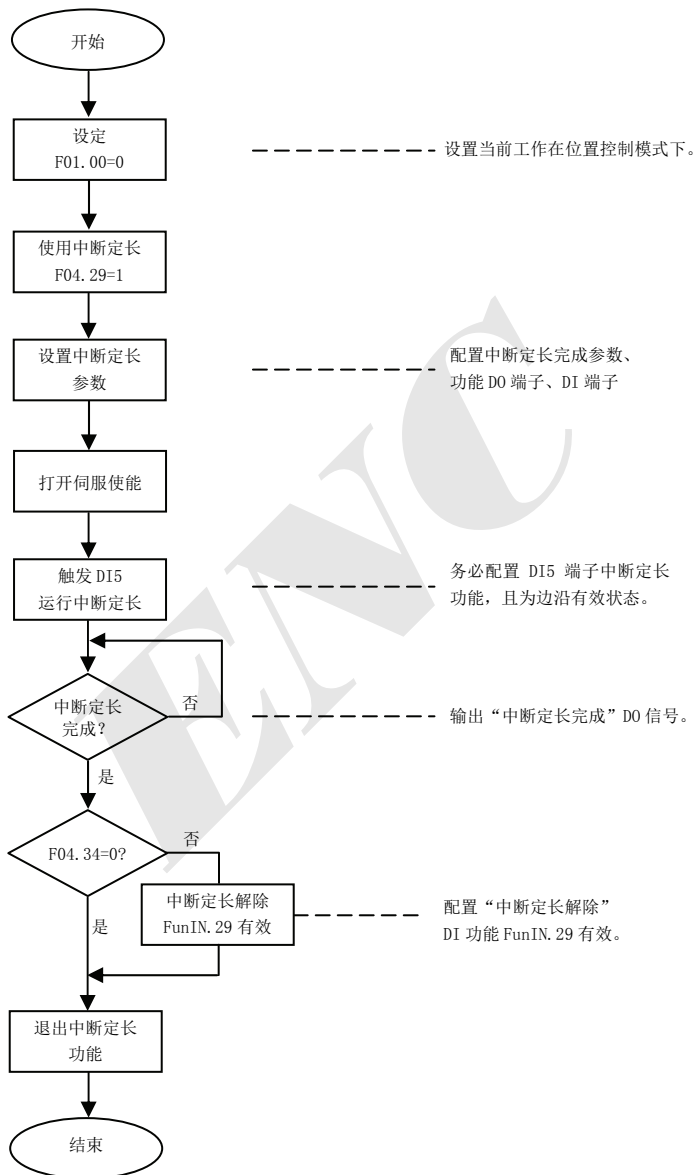 开始
设定
F01.00=0
设置当前工作在位置控制模式下。
使用中断定长
F04.29=1
设置中断定长
参数
配置中断定长完成参数、
功能 DO 端子、DI 端子
打开伺服使能
触发 DI5
运行中断定长
务必配置 DI5 端子中断定长
功能，且为边沿有效状态。
中断定长
完成？
否
输出“中断定长完成”DO 信号。
是
F04.34=0?
否
中断定长解除
FunIN.29 有效
配置“中断定长解除”
DI 功能 FunIN.29 有效。
是
退出中断定长
功能
结束
ENC